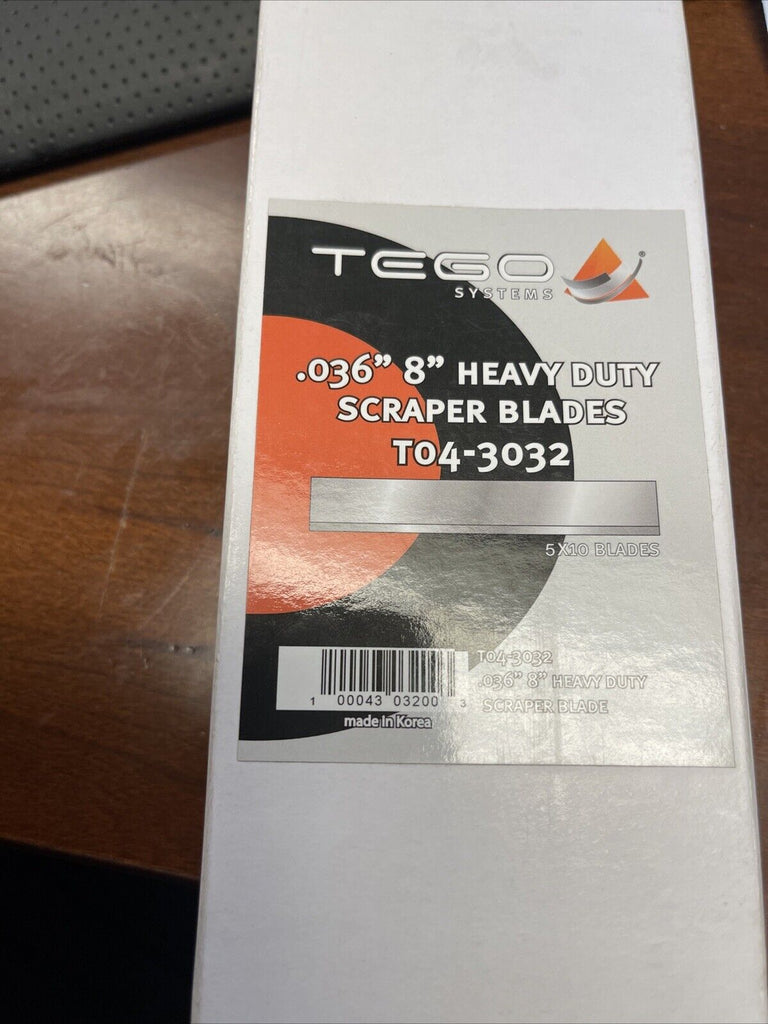 TEGO
SYSTEMS
®
.036” 8” HEAVY DUTY
SCRAPER BLADES
T04-3032
5X10 BLADES
T04-3032
.036” 8” HEAVY DUTY
SCRAPER BLADE
1 00043 03200 3
made in Korea